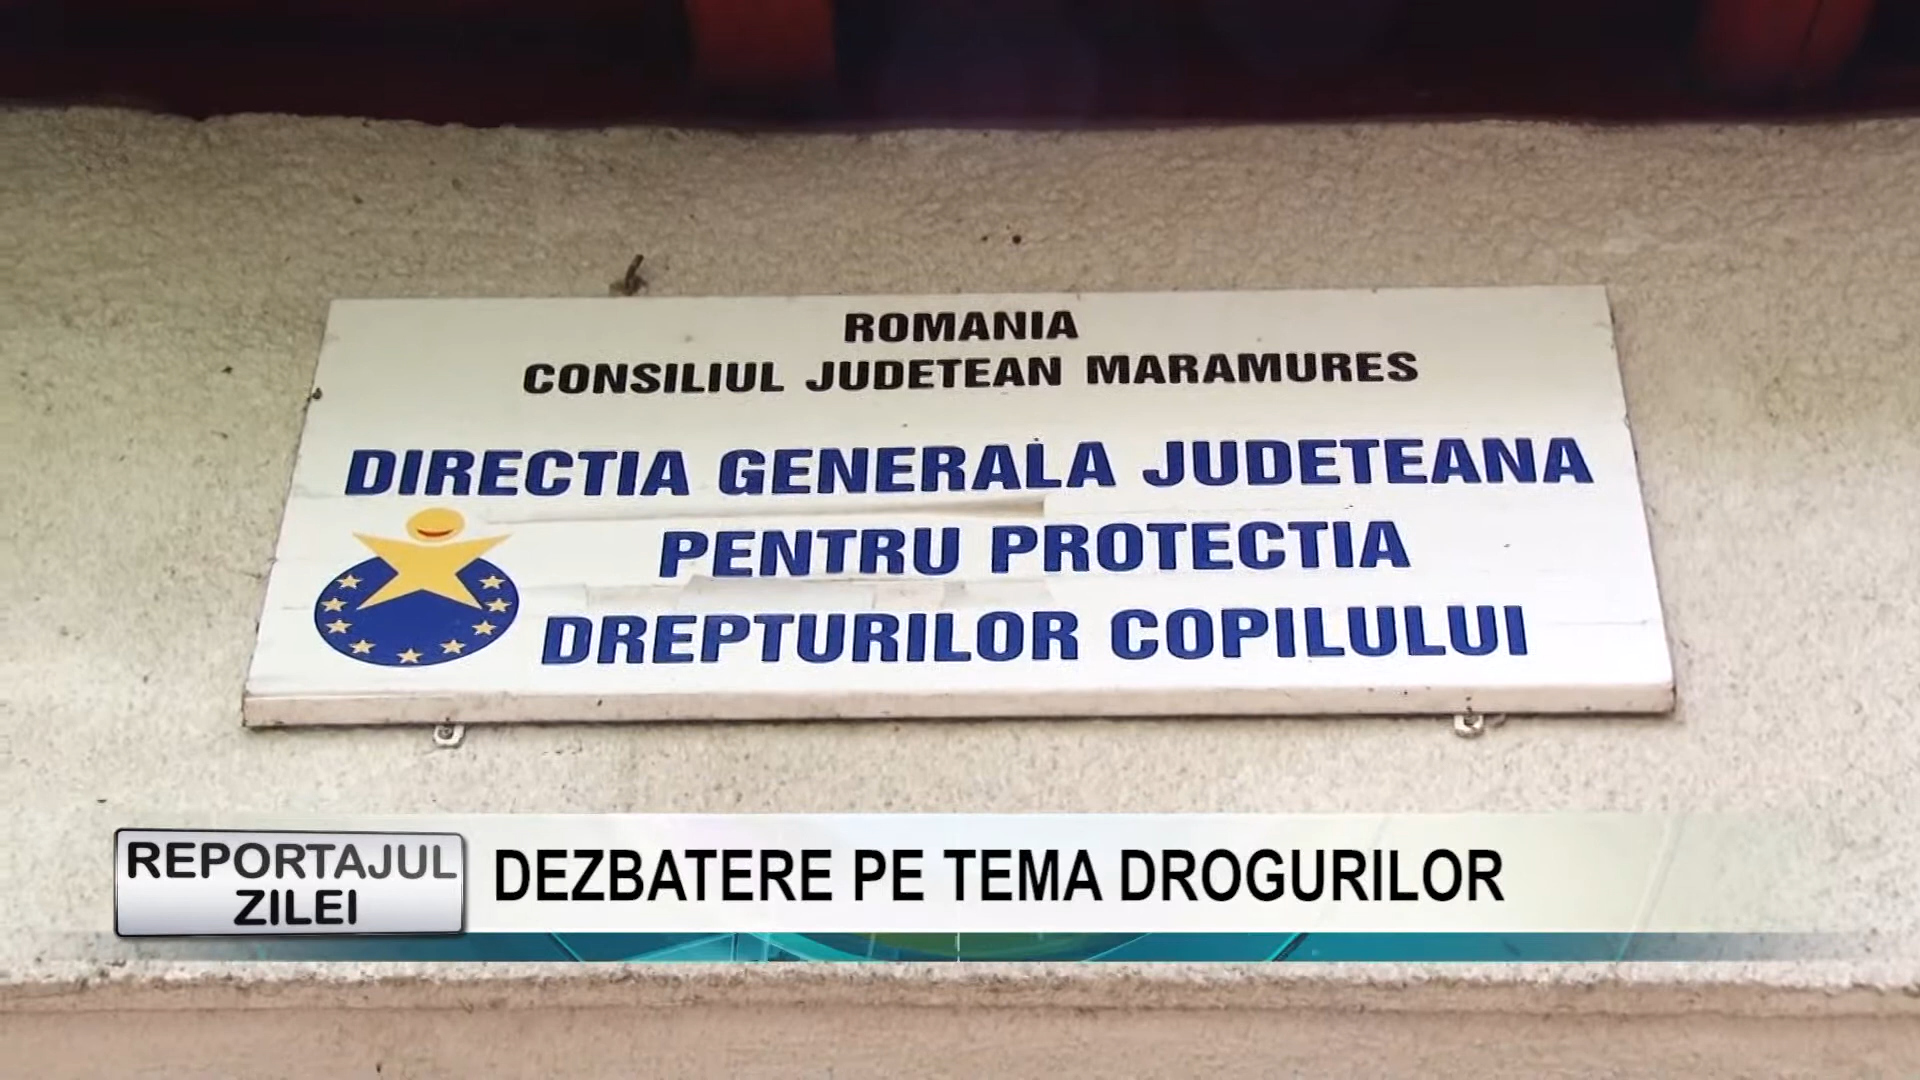 ROMANIA
CONSILIUL JUDETEAN MARAMURES
DIRECTIA GENERALA JUDETEANA
PENTRU PROTECTIA
DREPTURILOR COPILULUI
REPORTAJUL
ZILEI
DEZBATERE PE TEMA DROGURILOR